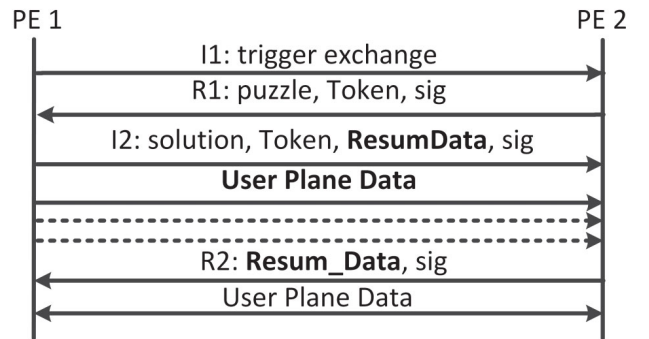 PE 1 PE 2
I1: trigger exchange
R1: puzzle, Token, sig
I2: solution, Token, ResumData, sig
User Plane Data
R2: Resum_Data, sig
User Plane Data